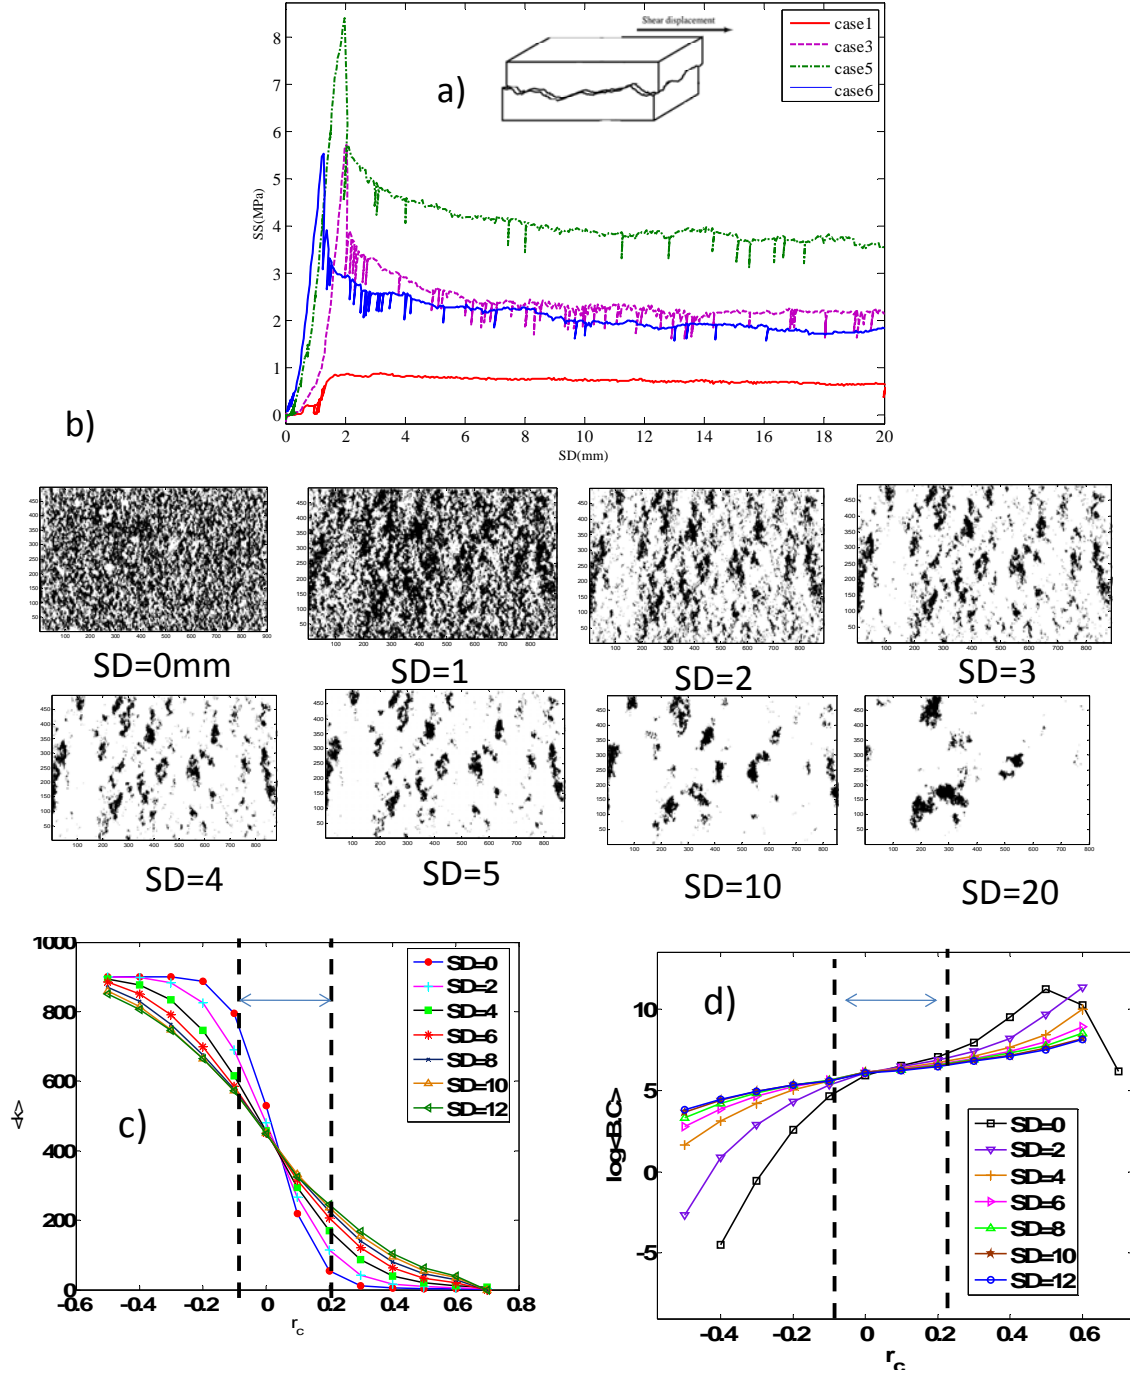 Shear displacement
a)
case1
case3
case5
case6
SS(MPa)
8
7
6
5
4
3
2
1
0
0 2 4 6 8 10 12 14 16 18 20
SD(mm)
b)
SD=0mm
SD=1
SD=2
SD=3
SD=4
SD=5
SD=10
SD=20
c)
1000
800
600
400
200
0
-0.6 -0.4 -0.2 0 0.2 0.4 0.6 0.8
r_c
SD=0
SD=2
SD=4
SD=6
SD=8
SD=10
SD=12
d)
log<B.C>
10
5
0
-5
-0.4 -0.2 0 0.2 0.4 0.6
r_c
SD=0
SD=2
SD=4
SD=6
SD=8
SD=10
SD=12